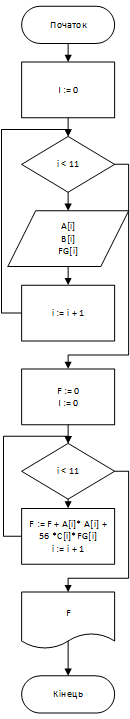 Початок
I := 0
i < 11
A[i]
B[i]
FG[i]
i := i + 1
F := 0
I := 0
i < 11
F := F + A[i]* A[i] +
56 *C[i]* FG[i]
i := i + 1
F
Кінець